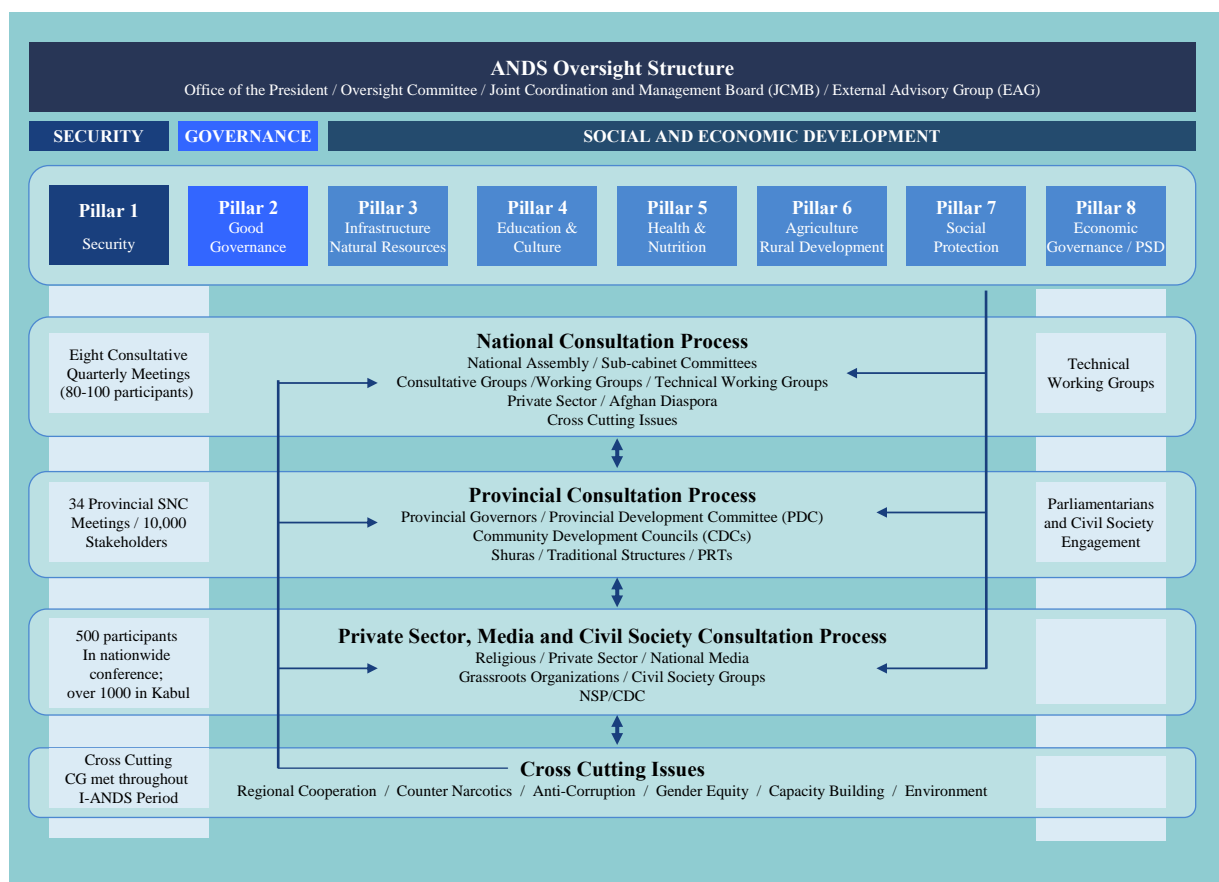 ANDS Oversight Structure
Office of the President / Oversight Committee / Joint Coordination and Management Board (JCMB) / External Advisory Group (EAG)
SECURITY
GOVERNANCE
SOCIAL AND ECONOMIC DEVELOPMENT
Pillar 1
Security
Pillar 2
Good
Governance
Pillar 3
Infrastructure
Natural Resources
Pillar 4
Education &
Culture
Pillar 5
Health &
Nutrition
Pillar 6
Agriculture
Rural Development
Pillar 7
Social
Protection
Pillar 8
Economic
Governance / PSD
Eight Consultative
Quarterly Meetings
(80-100 participants)
National Consultation Process
National Assembly / Sub-cabinet Committees
Consultative Groups /Working Groups / Technical Working Groups
Private Sector / Afghan Diaspora
Cross Cutting Issues
Technical
Working Groups
34 Provincial SNC
Meetings / 10,000
Stakeholders
Provincial Consultation Process
Provincial Governors / Provincial Development Committee (PDC)
Community Development Councils (CDCs)
Shuras / Traditional Structures / PRTs
Parliamentarians
and Civil Society
Engagement
500 participants
In nationwide
conference;
over 1000 in Kabul
Private Sector, Media and Civil Society Consultation Process
Religious / Private Sector / National Media
Grassroots Organizations / Civil Society Groups
NSP/CDC
Cross Cutting
CG met throughout
I-ANDS Period
Cross Cutting Issues
Regional Cooperation / Counter Narcotics / Anti-Corruption / Gender Equity / Capacity Building / Environment